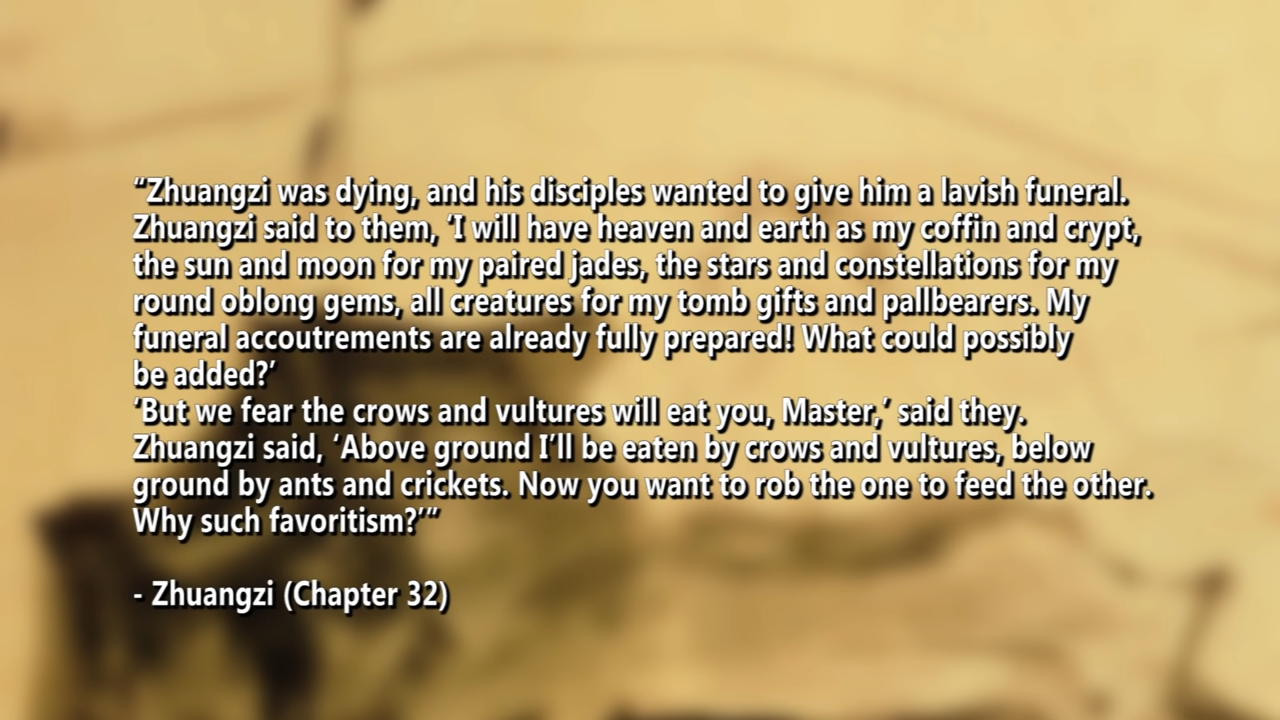 “Zhuangzi was dying, and his disciples wanted to give him a lavish funeral.
Zhuangzi said to them, ‘I will have heaven and earth as my coffin and crypt,
the sun and moon for my paired jades, the stars and constellations for my
round oblong gems, all creatures for my tomb gifts and pallbearers. My
funeral accoutrements are already fully prepared! What could possibly
be added?’
‘But we fear the crows and vultures will eat you, Master,’ said they.
Zhuangzi said, ‘Above ground I’ll be eaten by crows and vultures, below
ground by ants and crickets. Now you want to rob the one to feed the other.
Why such favoritism?’”
- Zhuangzi (Chapter 32)